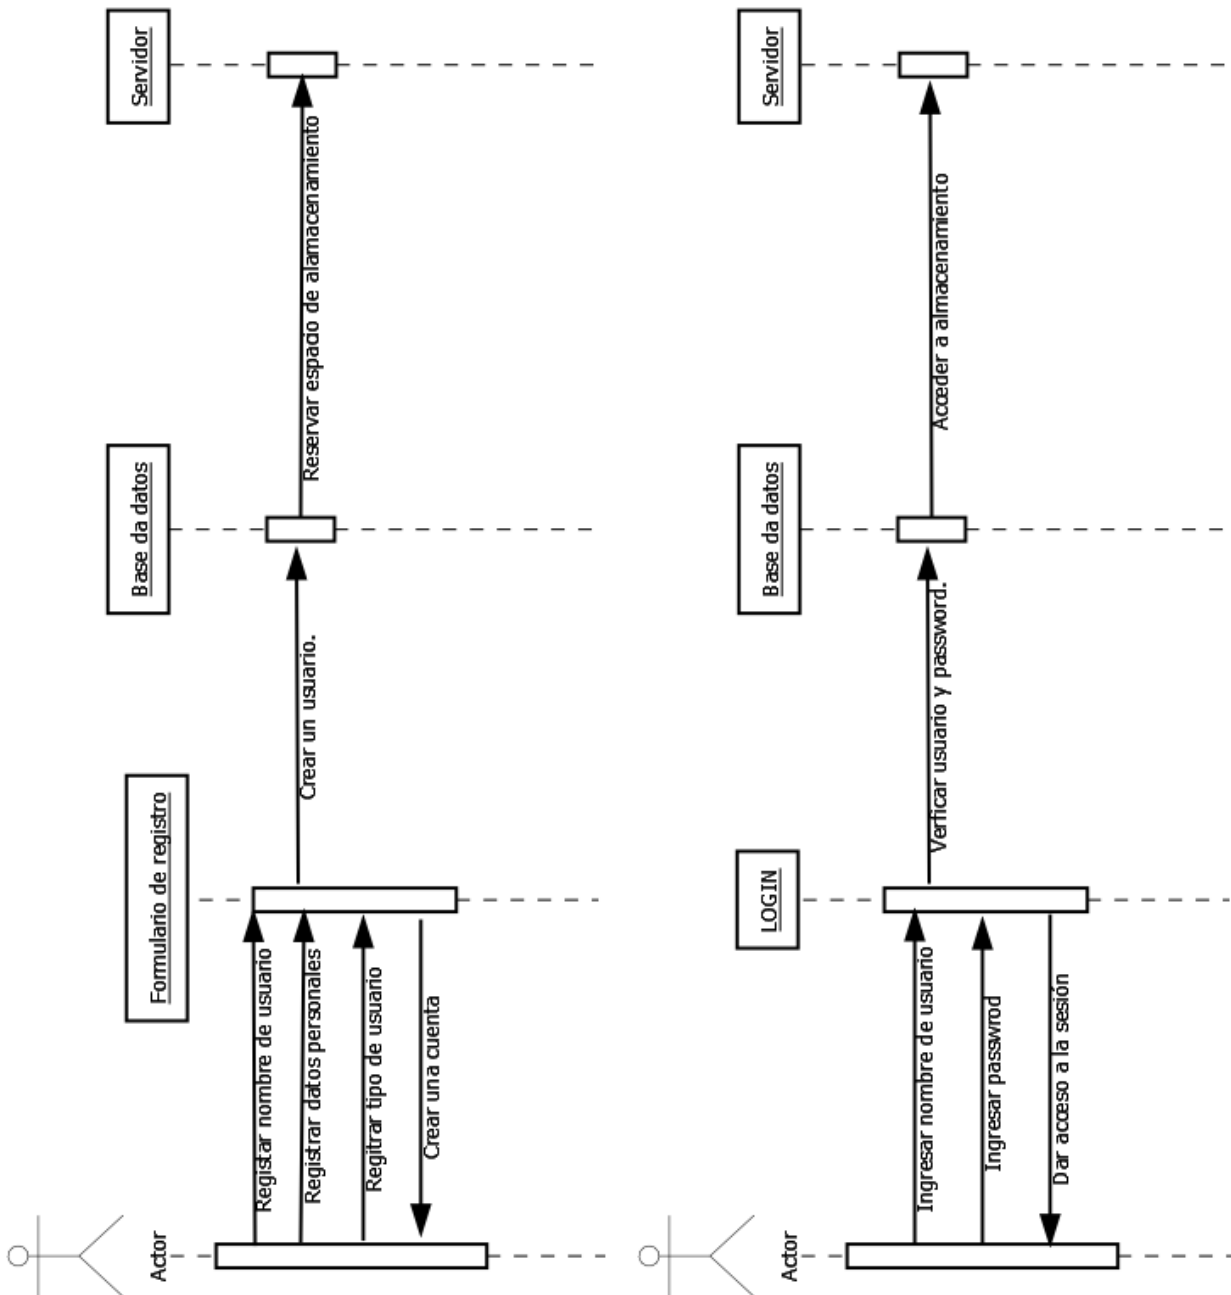 Actor
Formulario de registro
Base da datos
Servidor
Registar nombre de usuario
Registrar datos personales
Regitrar tipo de usuario
Crear una cuenta
Crear un usuario.
Reservar espacio de alamacenamiento
Actor
LOGIN
Base da datos
Servidor
Ingresar nombre de usuario
Ingresar passwrod
Dar acceso a la sesión
Verficar usuario y password.
Acceder a almacenamiento